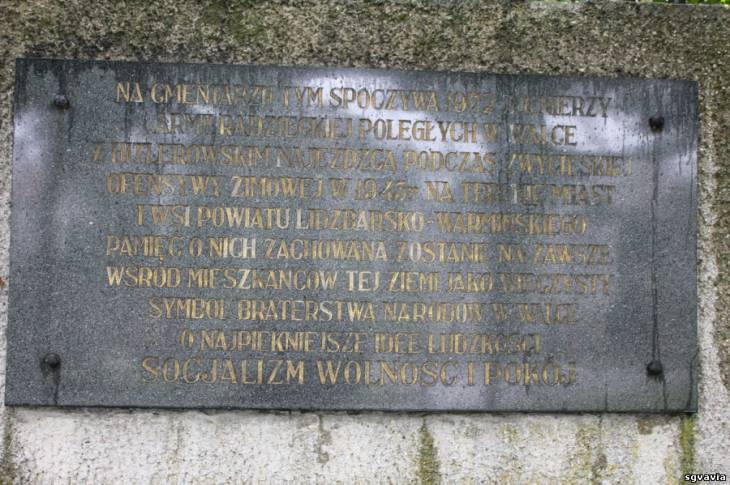 NA CMENTARZU TYM SPOCZYWA ŻOŁNIERZY
ARMII RADZIECKIEJ POLEGŁYCH W WALCE
Z HITLEROWSKIM NAJEŹDŹCĄ PODCZAS ZWYCIĘSKIEJ
OFENSYWY ZIMOWEJ W 1945r NA TERENIE MIAST
I WSI POWIATU LIDZBARSKO-WARMIŃSKIEGO
PAMIĘĆ O NICH ZACHOWANA ZOSTANIE NA ZAWSZE
WŚRÓD MIESZKAŃCÓW TEJ ZIEMI JAKO WIECZYSTY
SYMBOL BRATERSTWA NARODÓW W WALCE
O NAJPIĘKNIEJSZE IDEE LUDZKOŚCI
SOCJALIZM WOLNOŚĆ I POKÓJ
sgvavia